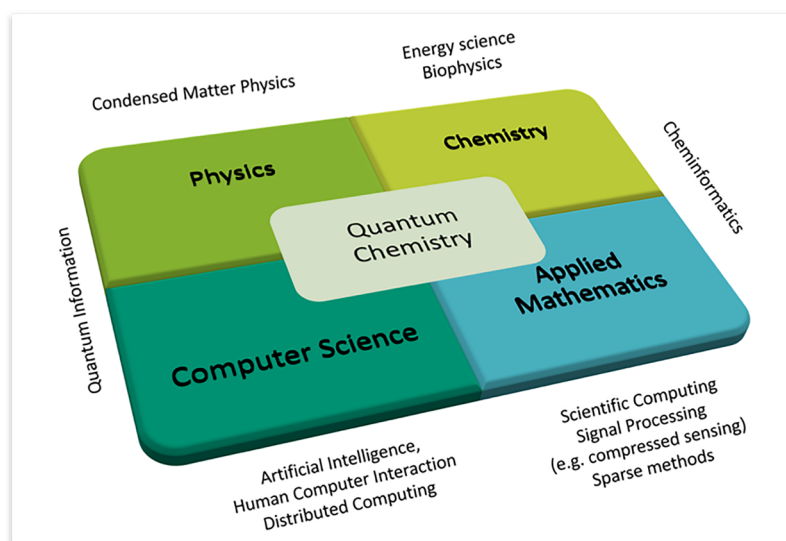 Condensed Matter Physics
Energy science
Biophysics
Physics
Chemistry
Cheminformatics
Quantum Information
Quantum
Chemistry
Computer Science
Applied
Mathematics
Artificial Intelligence,
Human Computer Interaction
Distributed Computing
Scientific Computing
Signal Processing
(e.g. compressed sensing)
Sparse methods